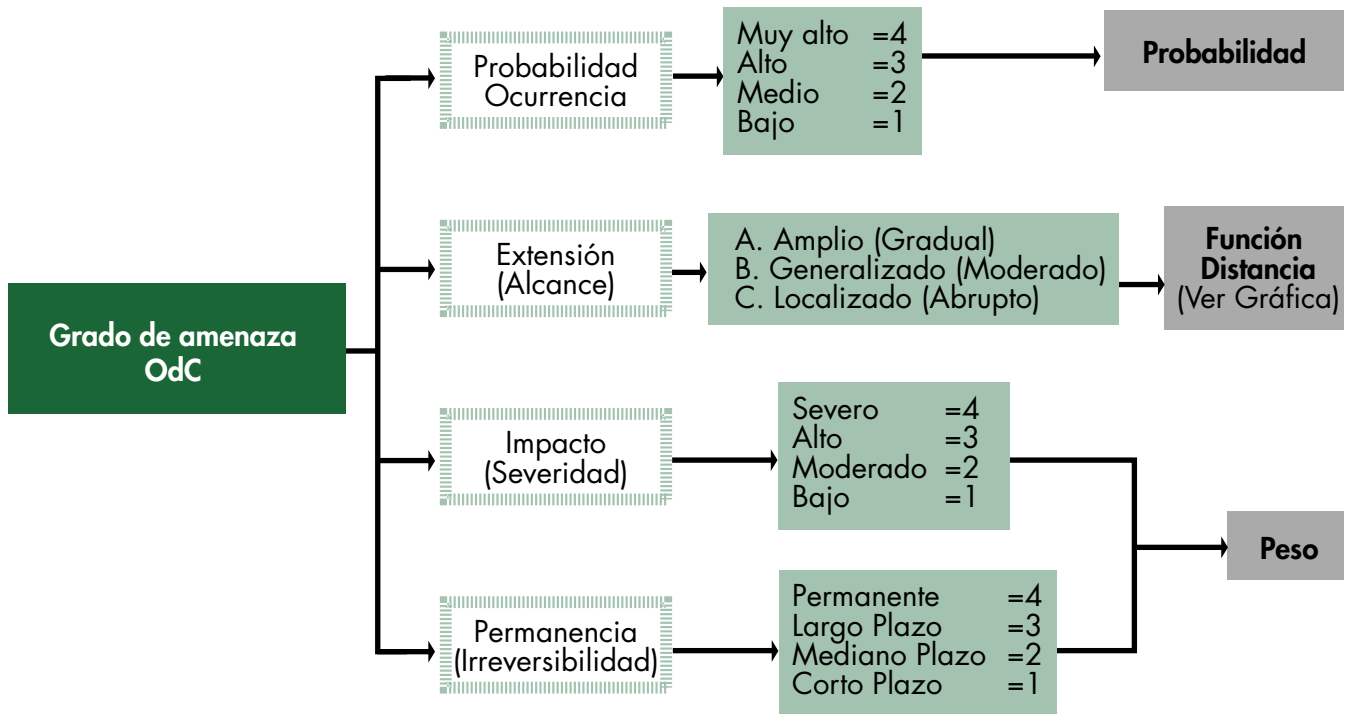 Probabilidad
Ocurrencia
Muy alto =4
Alto =3
Medio =2
Bajo =1
Probabilidad
Extensión
(Alcance)
A. Amplio (Gradual)
B. Generalizado (Moderado)
C. Localizado (Abrupto)
Función
Distancia
(Ver Gráfica)
Grado de amenaza
OdC
Impacto
(Severidad)
Severo =4
Alto =3
Moderado =2
Bajo =1
Peso
Permanencia
(Irreversibilidad)
Permanente =4
Largo Plazo =3
Mediano Plazo =2
Corto Plazo =1